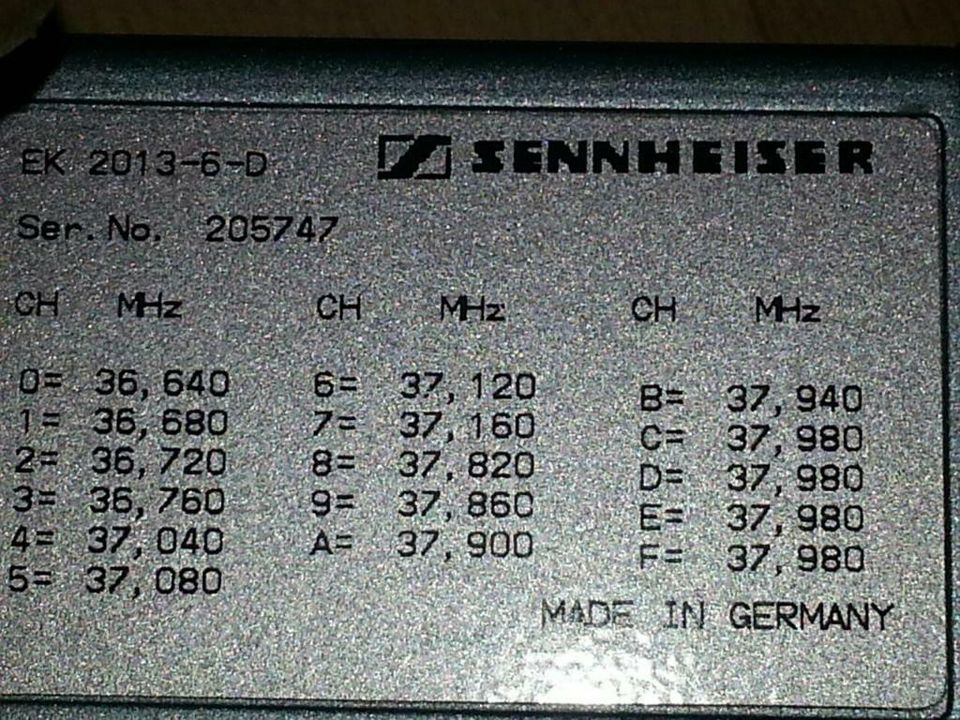 EK 2013-6-D SENNHEISER
Ser.No. 205747
CH MHz CH MHz CH MHz
0= 36,640 6= 37,120 B= 37,940
1= 36,680 7= 37,160 C= 37,980
2= 36,720 8= 37,820 D= 37,980
3= 36,760 9= 37,860 E= 37,980
4= 37,040 A= 37,900 F= 37,980
5= 37,080
MADE IN GERMANY